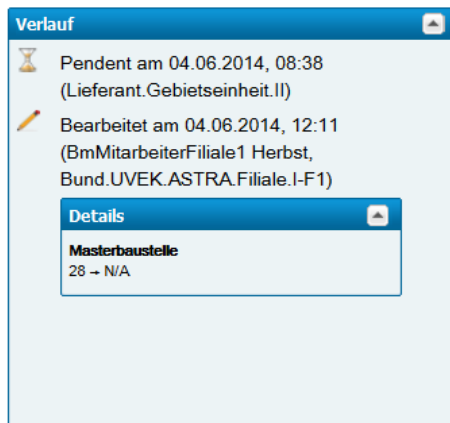 Verlauf
Pendent am 04.06.2014, 08:38
(Lieferant.Gebietseinheit.II)
Bearbeitet am 04.06.2014, 12:11
(BmMitarbeiterFiliale1 Herbst,
Bund.UVEK.ASTRA.Filiale.I-F1)
Details
Masterbaustelle
28 → N/A